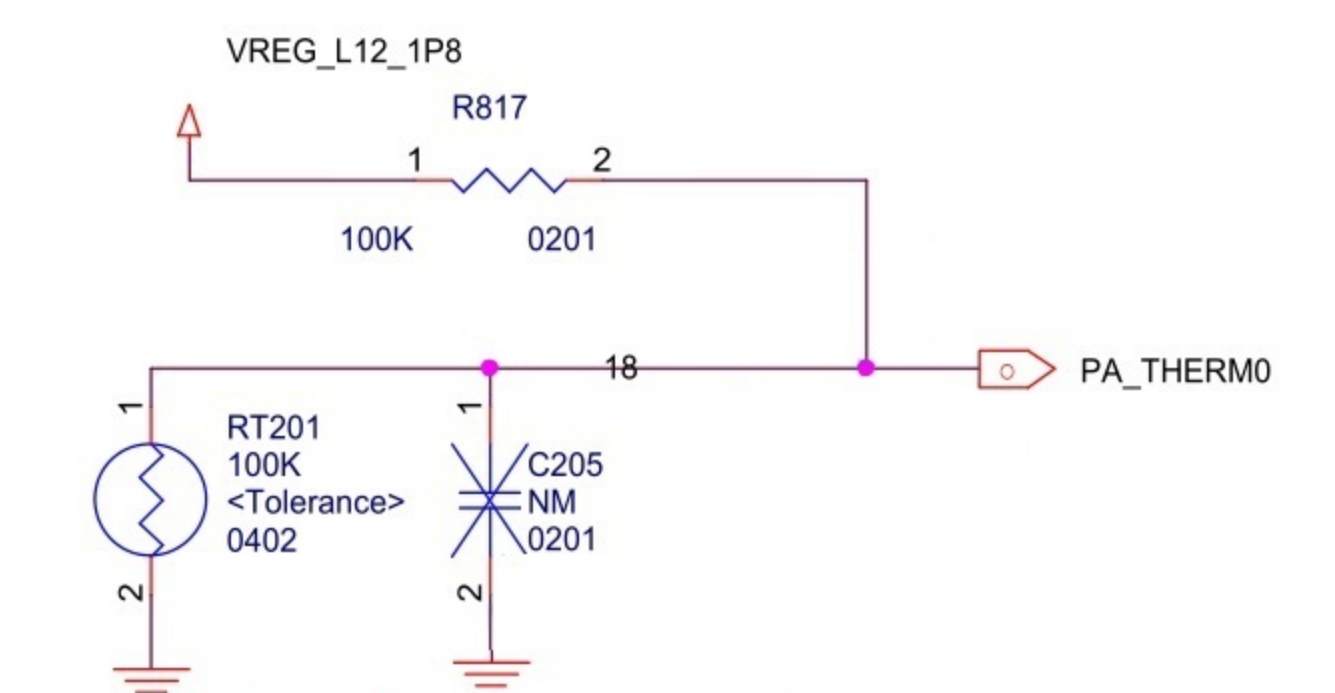 VREG_L12_1P8
R817
1
2
100K
0201
18
PA_THERM0
1
RT201
100K
<Tolerance>
0402
2
1
C205
NM
0201
2